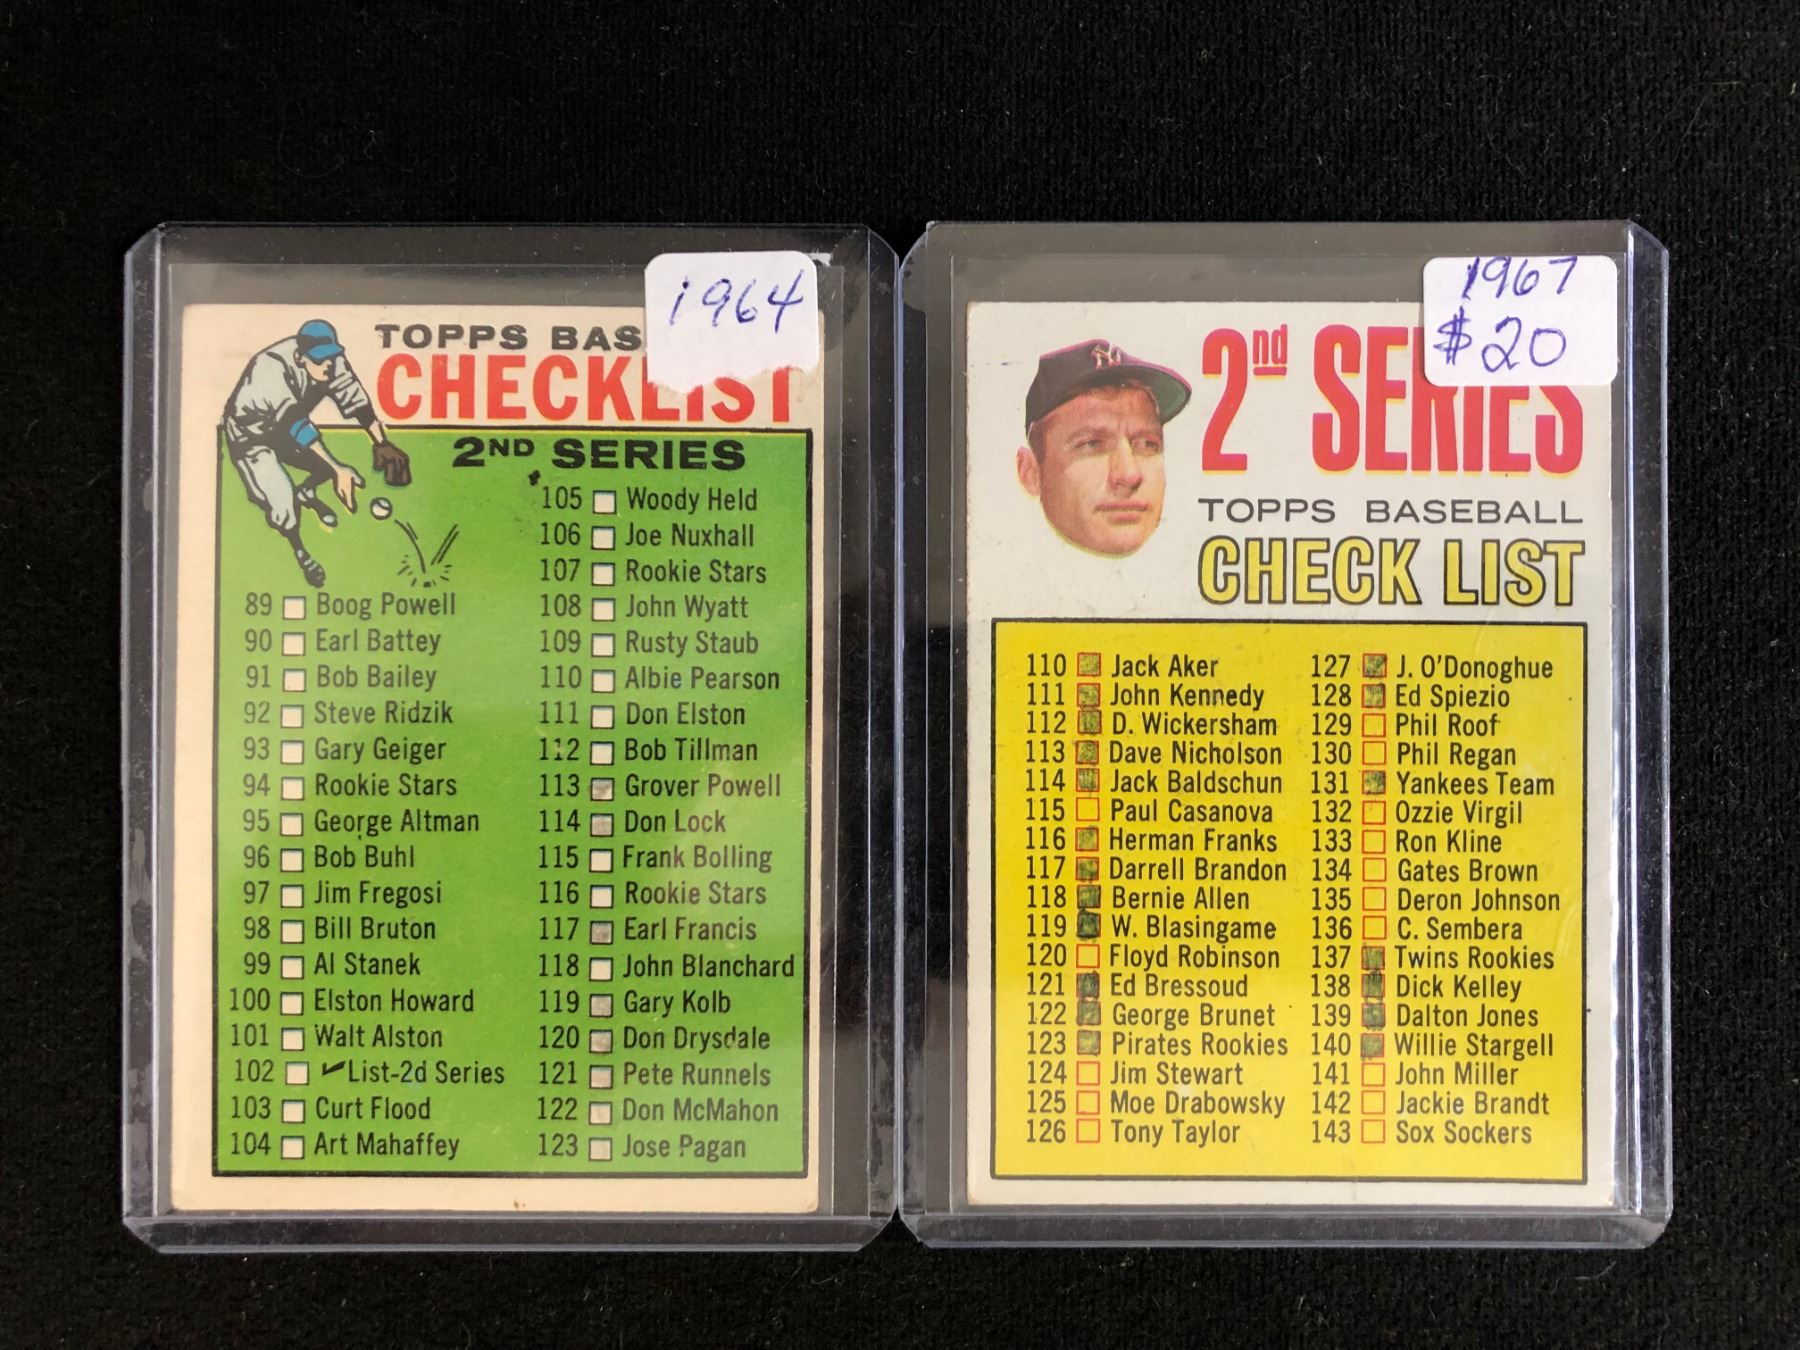 1964
TOPPS BAS
CHECKLIST
2ND SERIES
105 Woody Held
106 Joe Nuxhall
107 Rookie Stars
89 Boog Powell 108 John Wyatt
90 Earl Battey 109 Rusty Staub
91 Bob Bailey 110 Albie Pearson
92 Steve Ridzik 111 Don Elston
93 Gary Geiger 112 Bob Tillman
94 Rookie Stars 113 Grover Powell
95 George Altman 114 Don Lock
96 Bob Buhl 115 Frank Bolling
97 Jim Fregosi 116 Rookie Stars
98 Bill Bruton 117 Earl Francis
99 Al Stanek 118 John Blanchard
100 Elston Howard 119 Gary Kolb
101 Walt Alston 120 Don Drysdale
102 ✓List-2d Series 121 Pete Runnels
103 Curt Flood 122 Don McMahon
104 Art Mahaffey 123 Jose Pagan
1967
$20
NY
2nd SERIES
TOPPS BASEBALL
CHECK LIST
110 Jack Aker 127 J. O'Donoghue
111 John Kennedy 128 Ed Spiezio
112 D. Wickersham 129 Phil Roof
113 Dave Nicholson 130 Phil Regan
114 Jack Baldschun 131 Yankees Team
115 Paul Casanova 132 Ozzie Virgil
116 Herman Franks 133 Ron Kline
117 Darrell Brandon 134 Gates Brown
118 Bernie Allen 135 Deron Johnson
119 W. Blasingame 136 C. Sembera
120 Floyd Robinson 137 Twins Rookies
121 Ed Bressoud 138 Dick Kelley
122 George Brunet 139 Dalton Jones
123 Pirates Rookies 140 Willie Stargell
124 Jim Stewart 141 John Miller
125 Moe Drabowsky 142 Jackie Brandt
126 Tony Taylor 143 Sox Sockers